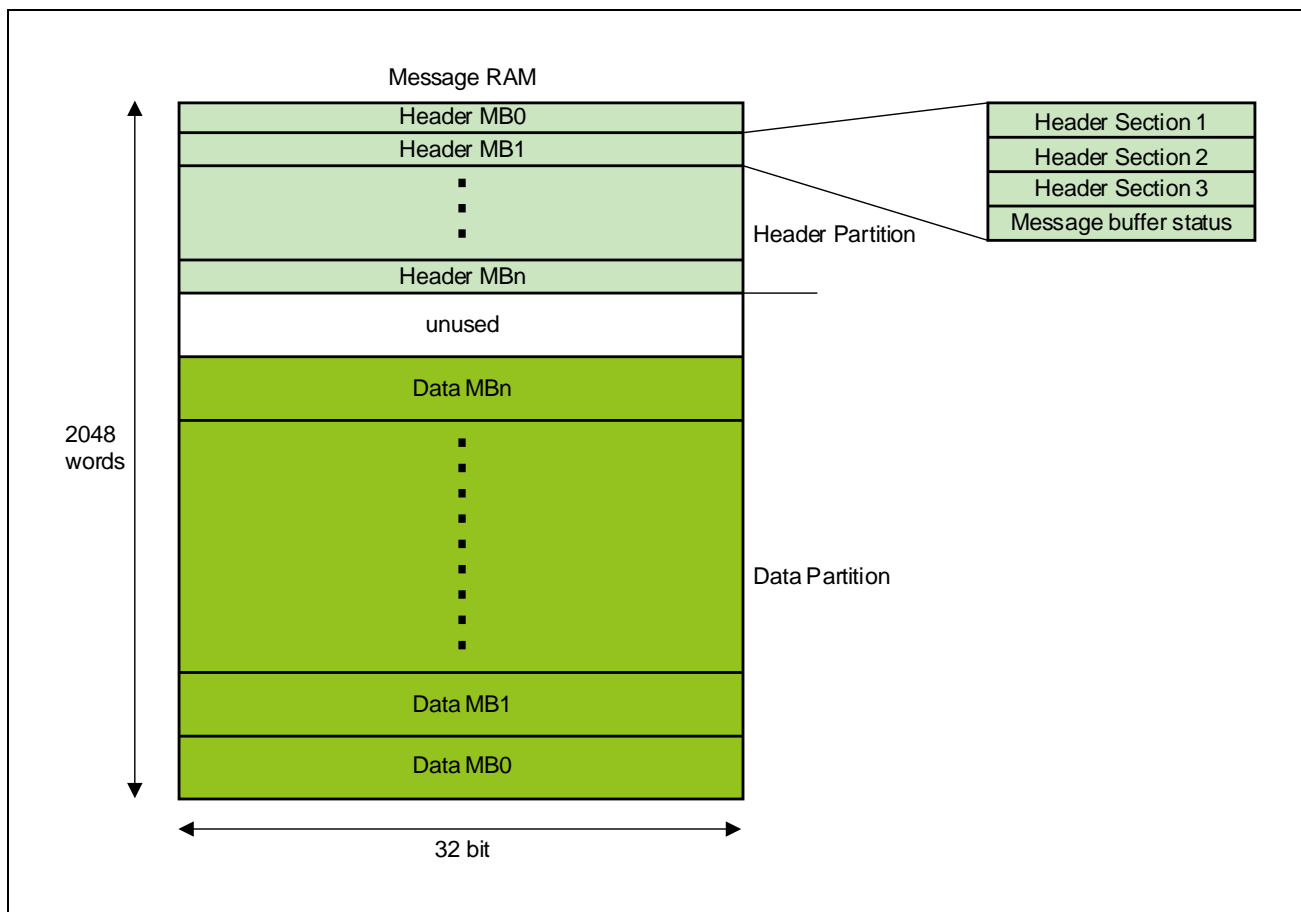 Message RAM
Header MB0
Header MB1
Header MBn
unused
Data MBn
Data MB1
Data MB0
2048
words
32 bit
Header Partition
Data Partition
Header Section 1
Header Section 2
Header Section 3
Message buffer status